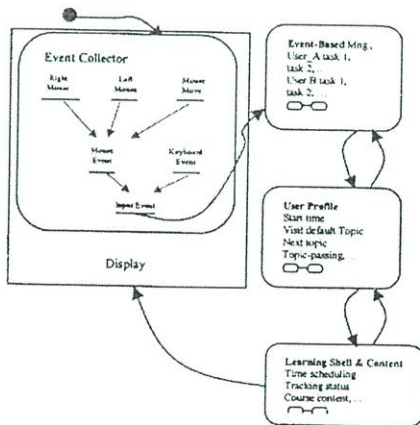 Event Collector
Right
Mouse
Left
Mouse
Mouse
Move
Mouse
Event
Keyboard
Event
Input Event
Display
Event-Based Mng.,
User_A task 1,
task 2, ..
User B task 1,
task 2, ..
User Profile
Start time
Visit default Topic
Next topic
Topic-passing, ..
Learning Shell & Content
Time scheduling
Tracking status
Course content, ..